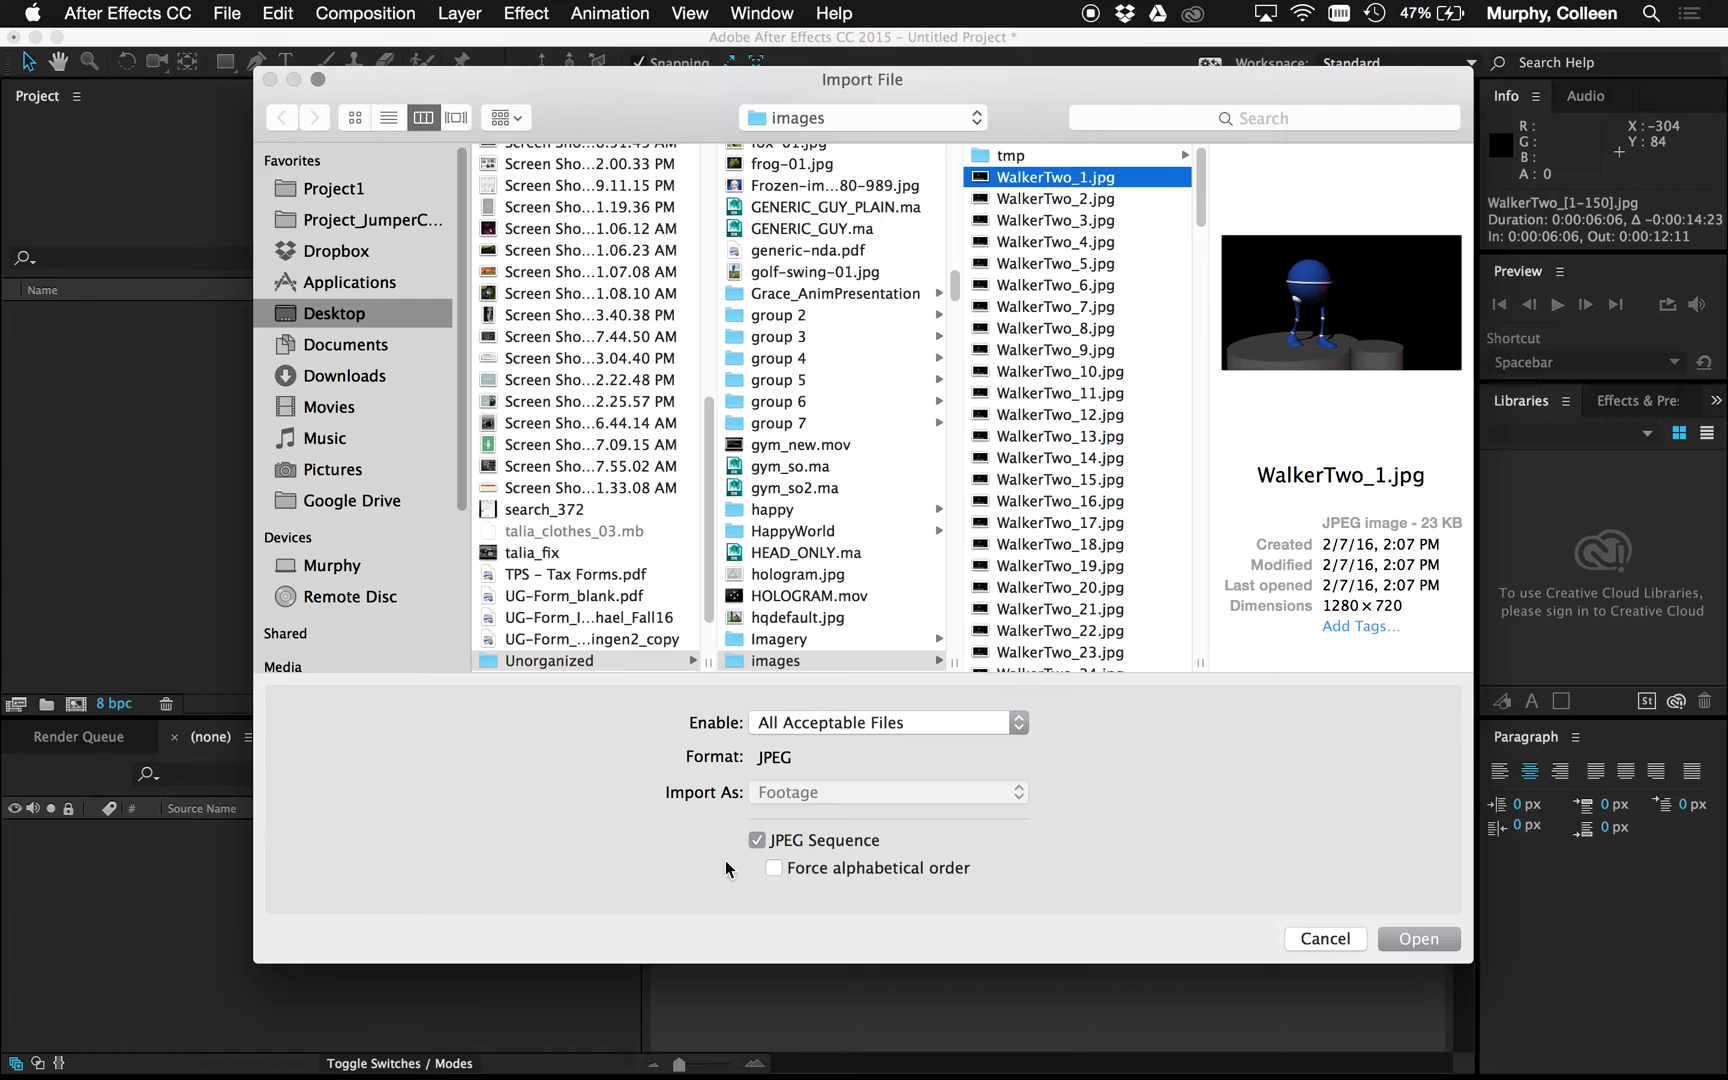 After Effects CC File Edit Composition Layer Effect Animation View Window Help 47% Murphy, Colleen
Adobe After Effects CC 2015 – Untitled Project *
Snapping Workspace: Standard Search Help
Import File
Project
images
Search
Favorites
Project1
Project_JumperC...
Dropbox
Applications
Desktop
Documents
Downloads
Movies
Music
Pictures
Google Drive
Devices
Murphy
Remote Disc
Shared
Media
Name
8 bpc
Screen Sho...8.51.45 AM
Screen Sho...2.00.33 PM
Screen Sho...9.11.15 PM
Screen Sho...1.19.36 PM
Screen Sho...1.06.12 AM
Screen Sho...1.06.23 AM
Screen Sho...1.07.08 AM
Screen Sho...1.08.10 AM
Screen Sho...3.40.38 PM
Screen Sho...7.44.50 AM
Screen Sho...3.04.40 PM
Screen Sho...2.22.48 PM
Screen Sho...2.25.57 PM
Screen Sho...6.44.14 AM
Screen Sho...7.09.15 AM
Screen Sho...7.55.02 AM
Screen Sho...1.33.08 AM
search_372
talia_clothes_03.mb
talia_fix
TPS – Tax Forms.pdf
UG-Form_blank.pdf
UG-Form_I...hael_Fall16
UG-Form_...ingen2_copy
Unorganized
fox-01.jpg
frog-01.jpg
Frozen-im...80-989.jpg
GENERIC_GUY_PLAIN.ma
GENERIC_GUY.ma
generic-nda.pdf
golf-swing-01.jpg
Grace_AnimPresentation
group 2
group 3
group 4
group 5
group 6
group 7
gym_new.mov
gym_so.ma
gym_so2.ma
happy
HappyWorld
HEAD_ONLY.ma
hologram.jpg
HOLOGRAM.mov
hqdefault.jpg
Imagery
images
tmp
WalkerTwo_1.jpg
WalkerTwo_2.jpg
WalkerTwo_3.jpg
WalkerTwo_4.jpg
WalkerTwo_5.jpg
WalkerTwo_6.jpg
WalkerTwo_7.jpg
WalkerTwo_8.jpg
WalkerTwo_9.jpg
WalkerTwo_10.jpg
WalkerTwo_11.jpg
WalkerTwo_12.jpg
WalkerTwo_13.jpg
WalkerTwo_14.jpg
WalkerTwo_15.jpg
WalkerTwo_16.jpg
WalkerTwo_17.jpg
WalkerTwo_18.jpg
WalkerTwo_19.jpg
WalkerTwo_20.jpg
WalkerTwo_21.jpg
WalkerTwo_22.jpg
WalkerTwo_23.jpg
WalkerTwo_1.jpg
JPEG image - 23 KB
Created 2/7/16, 2:07 PM
Modified 2/7/16, 2:07 PM
Last opened 2/7/16, 2:07 PM
Dimensions 1280×720
Add Tags...
Enable: All Acceptable Files
Format: JPEG
Import As: Footage
JPEG Sequence
Force alphabetical order
Cancel Open
Info Audio
R: X: -304
G: Y: 84
B:
A: 0
WalkerTwo_[1-150].jpg
Duration: 0:00:06:06, Δ -0:00:14:23
In: 0:00:06:06, Out: 0:00:12:11
Preview
Shortcut
Spacebar
Libraries Effects & Pre:
To use Creative Cloud Libraries,
please sign in to Creative Cloud
St
Paragraph
0 px 0 px 0 px
0 px 0 px
Render Queue × (none)
# Source Name
Toggle Switches / Modes